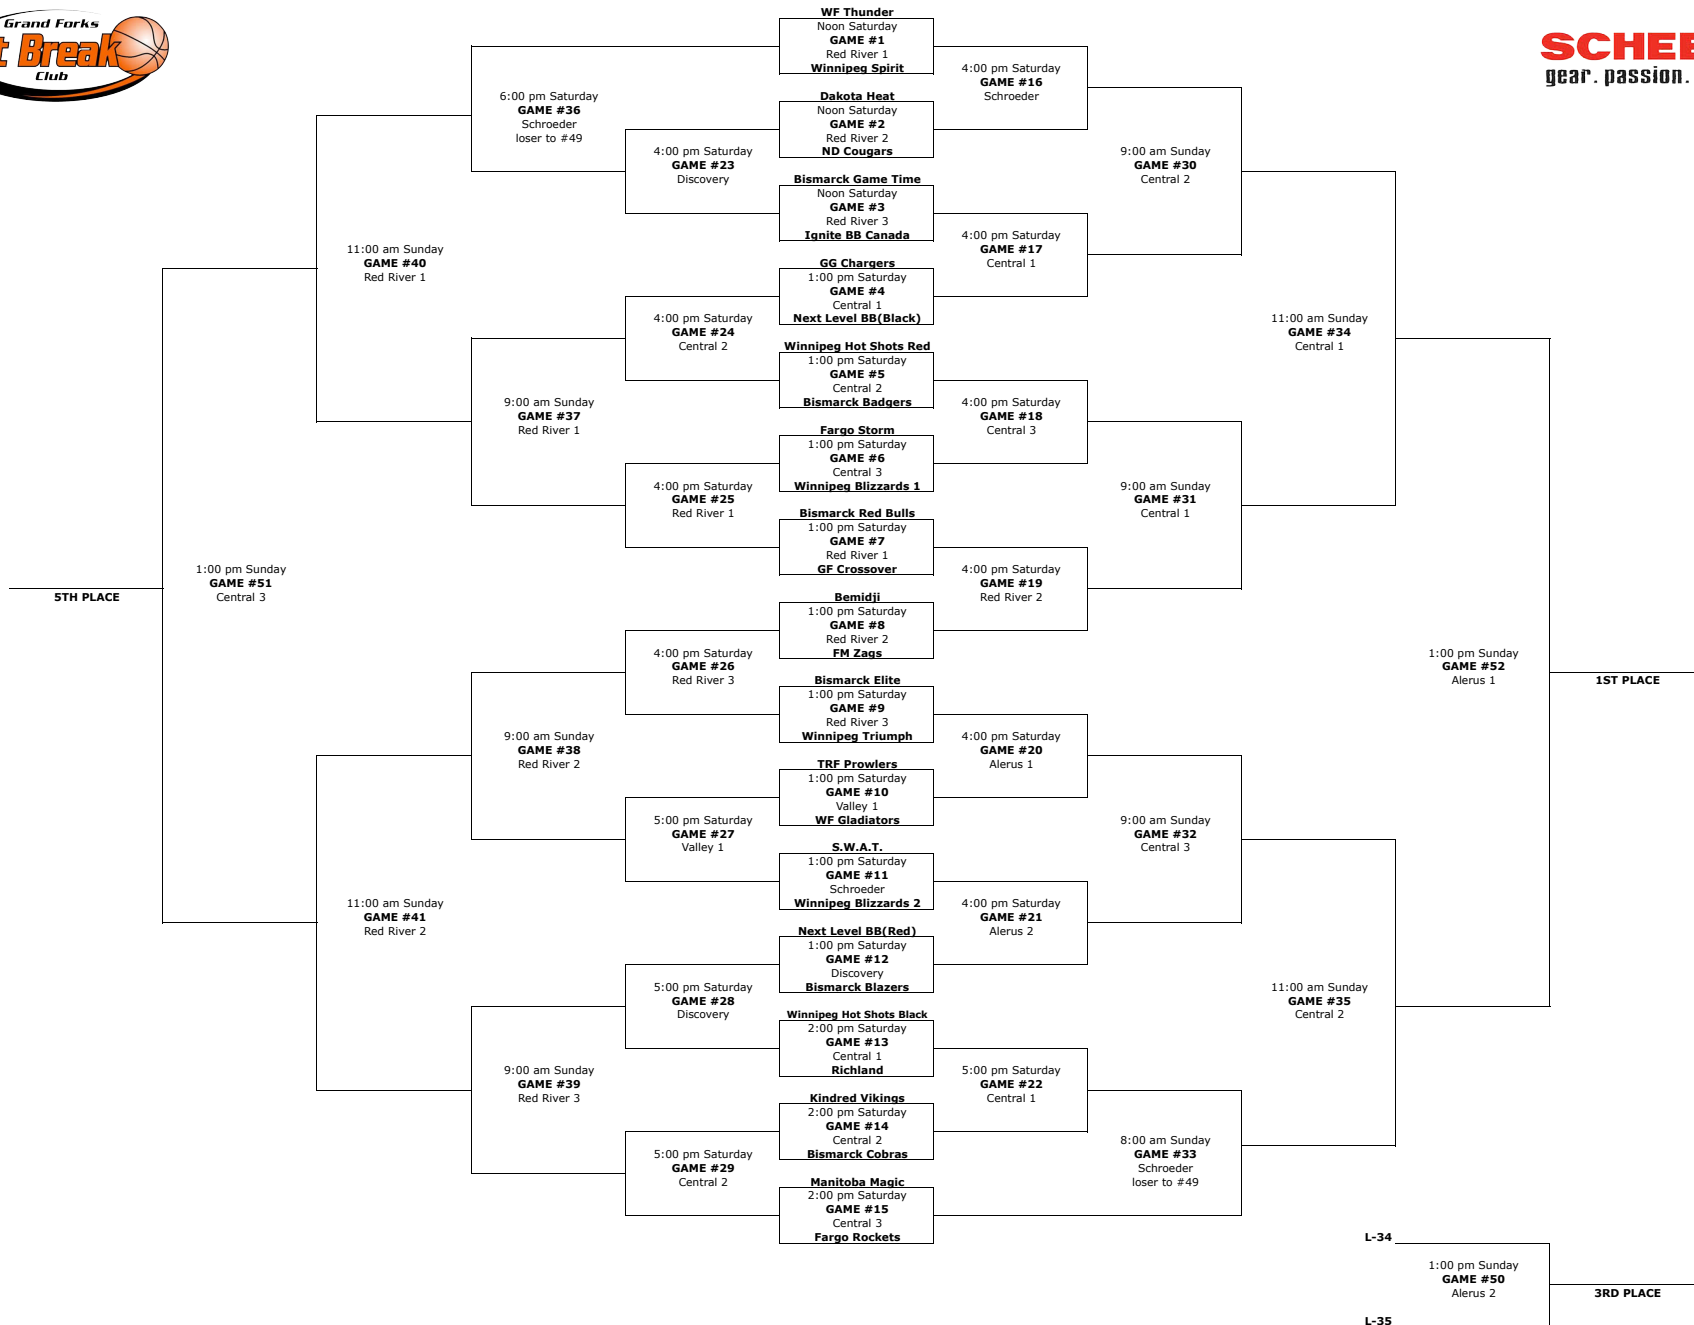 Grand Forks
t Break
Club
SCHEE
gear. passion.
WF Thunder
Noon Saturday
GAME #1
Red River 1
Winnipeg Spirit
Dakota Heat
Noon Saturday
GAME #2
Red River 2
ND Cougars
Bismarck Game Time
Noon Saturday
GAME #3
Red River 3
Ignite BB Canada
GG Chargers
1:00 pm Saturday
GAME #4
Central 1
Next Level BB(Black)
Winnipeg Hot Shots Red
1:00 pm Saturday
GAME #5
Central 2
Bismarck Badgers
Fargo Storm
1:00 pm Saturday
GAME #6
Central 3
Winnipeg Blizzards 1
Bismarck Red Bulls
1:00 pm Saturday
GAME #7
Red River 1
GF Crossover
Bemidji
1:00 pm Saturday
GAME #8
Red River 2
FM Zags
Bismarck Elite
1:00 pm Saturday
GAME #9
Red River 3
Winnipeg Triumph
TRF Prowlers
1:00 pm Saturday
GAME #10
Valley 1
WF Gladiators
S.W.A.T.
1:00 pm Saturday
GAME #11
Schroeder
Winnipeg Blizzards 2
Next Level BB(Red)
1:00 pm Saturday
GAME #12
Discovery
Bismarck Blazers
Winnipeg Hot Shots Black
2:00 pm Saturday
GAME #13
Central 1
Richland
Kindred Vikings
2:00 pm Saturday
GAME #14
Central 2
Bismarck Cobras
Manitoba Magic
2:00 pm Saturday
GAME #15
Central 3
Fargo Rockets
4:00 pm Saturday
GAME #16
Schroeder
4:00 pm Saturday
GAME #17
Central 1
4:00 pm Saturday
GAME #18
Central 3
4:00 pm Saturday
GAME #19
Red River 2
4:00 pm Saturday
GAME #20
Alerus 1
4:00 pm Saturday
GAME #21
Alerus 2
5:00 pm Saturday
GAME #22
Central 1
4:00 pm Saturday
GAME #23
Discovery
4:00 pm Saturday
GAME #24
Central 2
4:00 pm Saturday
GAME #25
Red River 1
4:00 pm Saturday
GAME #26
Red River 3
5:00 pm Saturday
GAME #27
Valley 1
5:00 pm Saturday
GAME #28
Discovery
5:00 pm Saturday
GAME #29
Central 2
9:00 am Sunday
GAME #30
Central 2
9:00 am Sunday
GAME #31
Central 1
9:00 am Sunday
GAME #32
Central 3
8:00 am Sunday
GAME #33
Schroeder
loser to #49
11:00 am Sunday
GAME #34
Central 1
11:00 am Sunday
GAME #35
Central 2
6:00 pm Saturday
GAME #36
Schroeder
loser to #49
9:00 am Sunday
GAME #37
Red River 1
9:00 am Sunday
GAME #38
Red River 2
9:00 am Sunday
GAME #39
Red River 3
11:00 am Sunday
GAME #40
Red River 1
11:00 am Sunday
GAME #41
Red River 2
1:00 pm Sunday
GAME #51
Central 3
5TH PLACE
1:00 pm Sunday
GAME #52
Alerus 1
1ST PLACE
L-34
1:00 pm Sunday
GAME #50
Alerus 2
3RD PLACE
L-35